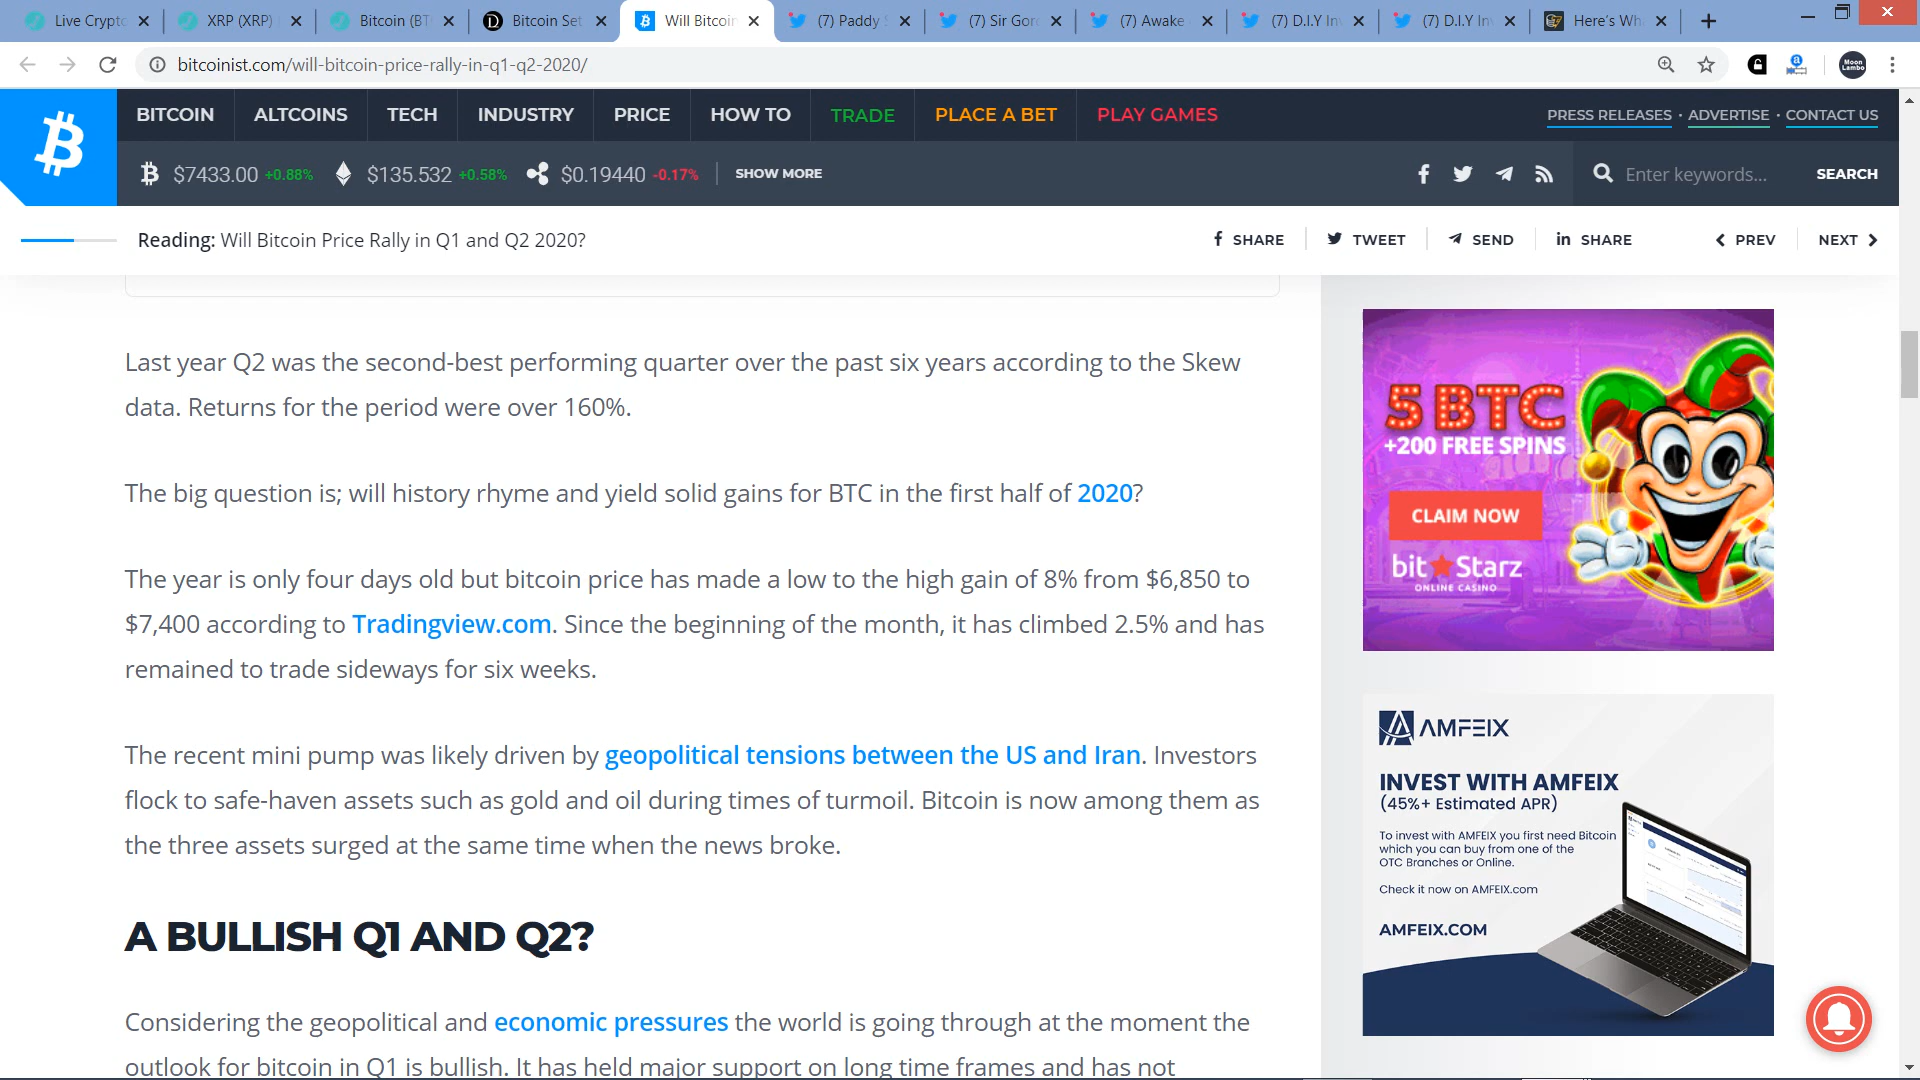 Live Crypto
XRP (XRP)
Bitcoin (BT
Bitcoin Set
Will Bitcoin
(7) Paddy S
(7) Sir Gor
(7) Awake
(7) D.I.Y In
(7) D.I.Y In
Here's Wh
bitcoinist.com/will-bitcoin-price-rally-in-q1-q2-2020/
Moon Lambo
BITCOIN ALTCOINS TECH INDUSTRY PRICE HOW TO TRADE PLACE A BET PLAY GAMES
PRESS RELEASES · ADVERTISE · CONTACT US
$7433.00 +0.88% $135.532 +0.58% $0.19440 -0.17% SHOW MORE
Enter keywords... SEARCH
Reading: Will Bitcoin Price Rally in Q1 and Q2 2020?
SHARE TWEET SEND SHARE PREV NEXT
Last year Q2 was the second-best performing quarter over the past six years according to the Skew
data. Returns for the period were over 160%.
The big question is; will history rhyme and yield solid gains for BTC in the first half of 2020?
The year is only four days old but bitcoin price has made a low to the high gain of 8% from $6,850 to
$7,400 according to Tradingview.com. Since the beginning of the month, it has climbed 2.5% and has
remained to trade sideways for six weeks.
The recent mini pump was likely driven by geopolitical tensions between the US and Iran. Investors
flock to safe-haven assets such as gold and oil during times of turmoil. Bitcoin is now among them as
the three assets surged at the same time when the news broke.
A BULLISH Q1 AND Q2?
Considering the geopolitical and economic pressures the world is going through at the moment the
outlook for bitcoin in Q1 is bullish. It has held major support on long time frames and has not
5 BTC
+200 FREE SPINS
CLAIM NOW
bit Starz
ONLINE CASINO
AMFEIX
INVEST WITH AMFEIX
(45%+ Estimated APR)
To invest with AMFEIX you first need Bitcoin
which you can buy from one of the
OTC Branches or Online.
Check it now on AMFEIX.com
AMFEIX.COM